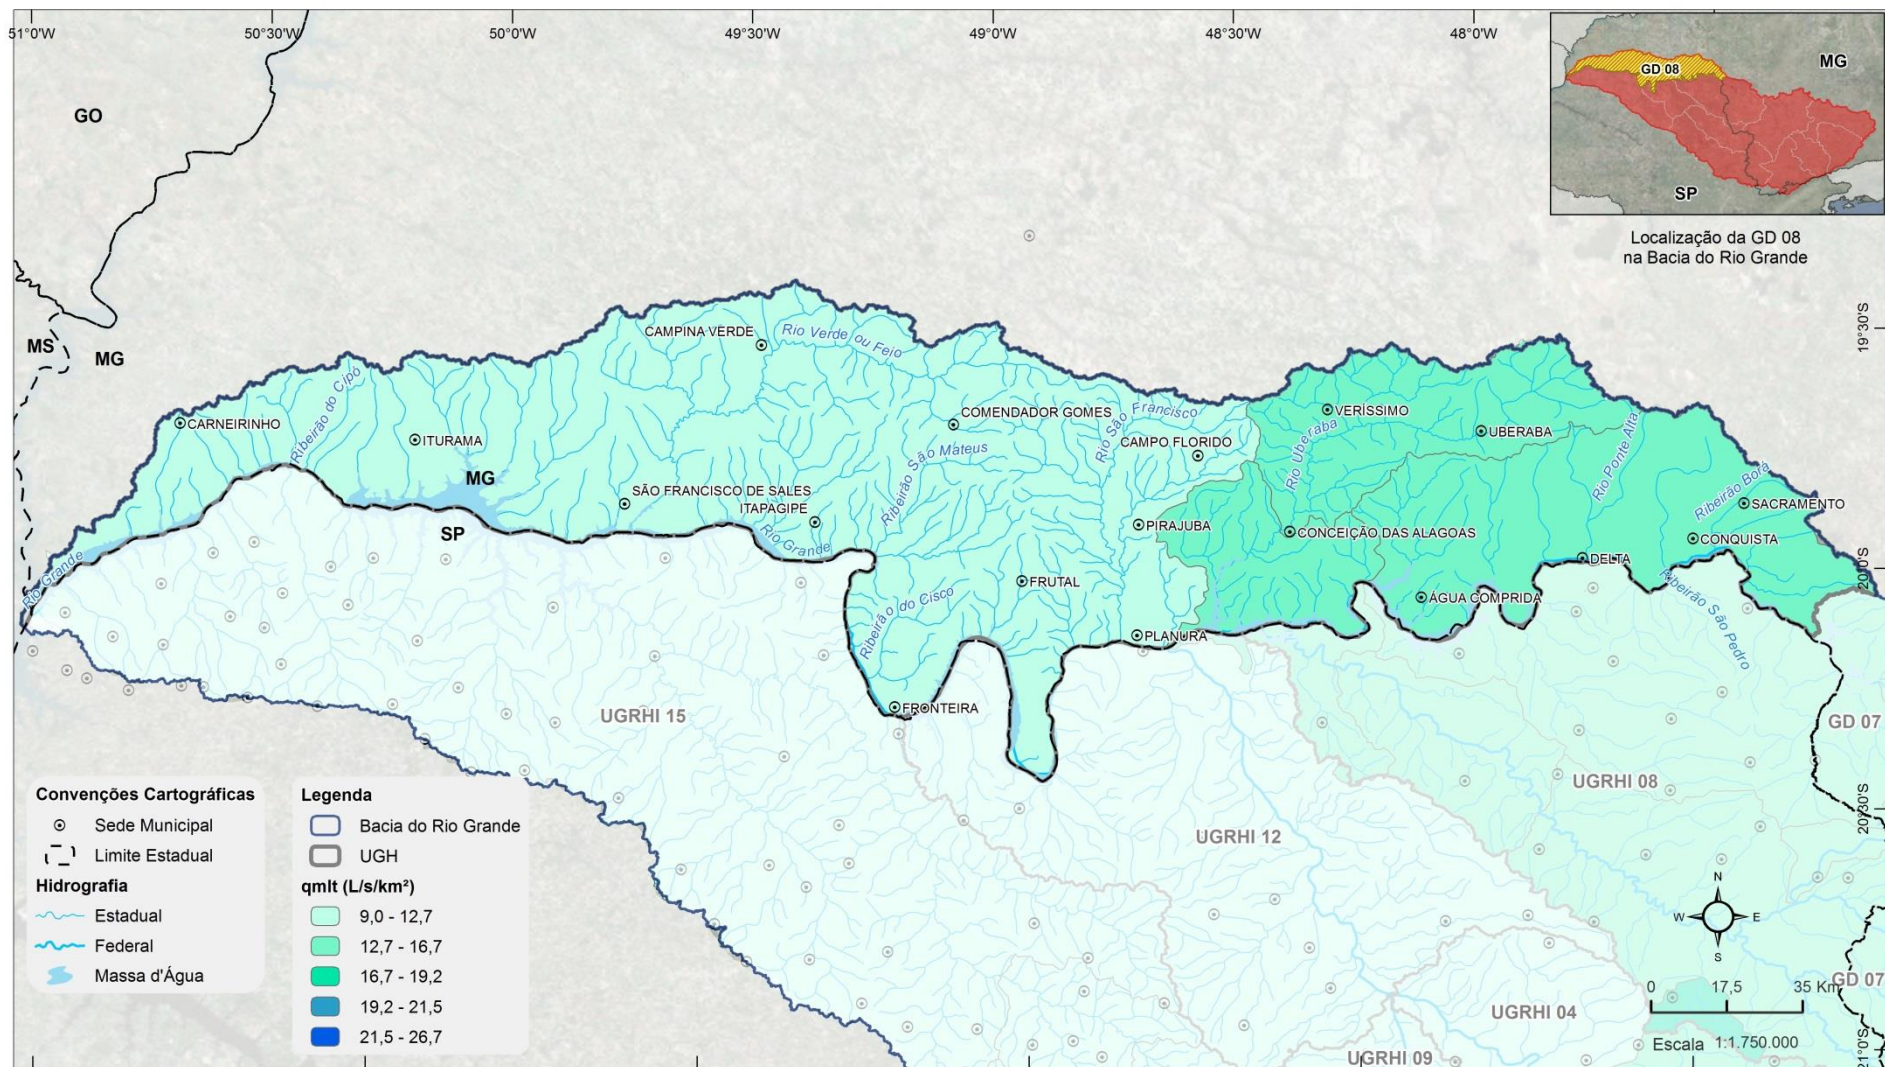 51°0'W
50°30'W
50°0'W
49°30'W
49°0'W
48°30'W
48°0'W
GO
MS
MG
MG
SP
GD 08
MG
SP
Localização da GD 08
na Bacia do Rio Grande
19°30'S
20°0'S
20°30'S
21°0'S
CAMPINA VERDE
Rio Verde ou Feio
CARNEIRINHO
Ribeirão do Cipó
ITURAMA
COMENDADOR GOMES
Rio São Francisco
CAMPO FLORIDO
VERÍSSIMO
UBERABA
Rio Uberaba
Rio Ponte Alta
Ribeirão São Mateus
SÃO FRANCISCO DE SALES
ITAPAGIPE
Rio Grande
Rio Grande
PIRAJUBA
CONCEIÇÃO DAS ALAGOAS
Ribeirão Borá
SACRAMENTO
CONQUISTA
DELTA
FRUTAL
ÁGUA COMPRIDA
Ribeirão do Cisco
PLANURA
Ribeirão São Pedro
FRONTEIRA
UGRHI 15
GD 07
UGRHI 08
UGRHI 12
GD 07
UGRHI 04
UGRHI 09
Convenções Cartográficas
Sede Municipal
Limite Estadual
Hidrografia
Estadual
Federal
Massa d'Água
Legenda
Bacia do Rio Grande
UGH
qmlt (L/s/km²)
9,0 - 12,7
12,7 - 16,7
16,7 - 19,2
19,2 - 21,5
21,5 - 26,7
N
W
E
S
0 17,5 35 Km
Escala 1:1.750.000